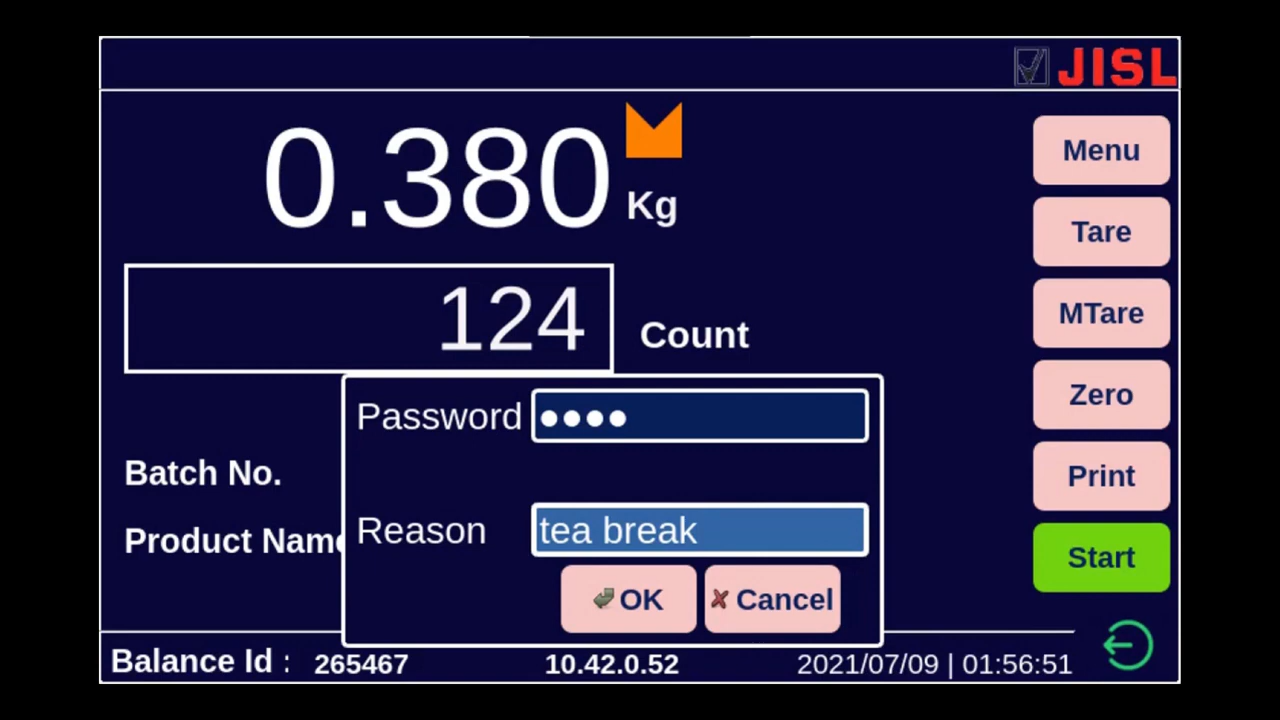 JISL
0.380 Kg
Menu
Tare
124 Count
MTare
Password ●●●●
Zero
Batch No.
Print
Product Name
Reason tea break
Start
OK Cancel
Balance Id : 265467 10.42.0.52 2021/07/09 | 01:56:51